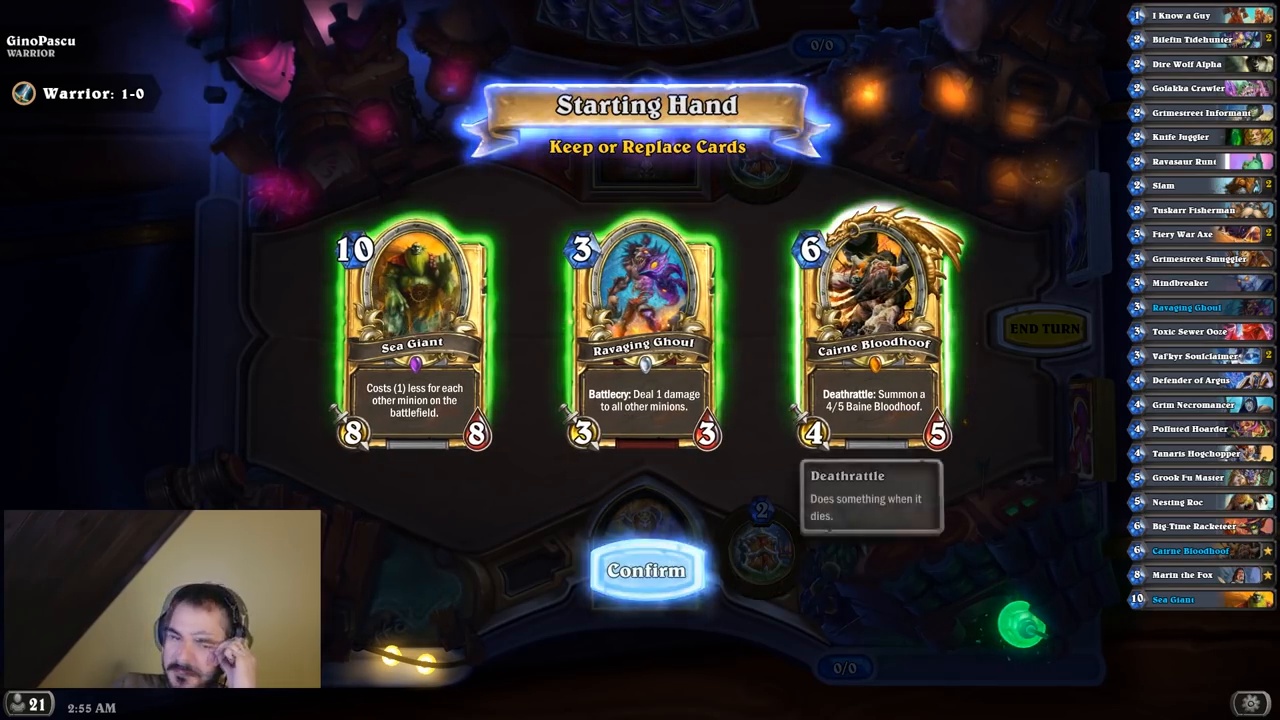 GinoPascu
WARRIOR
Warrior: 1-0
0/0
Starting Hand
Keep or Replace Cards
10
Sea Giant
Costs (1) less for each
other minion on the
battlefield.
8
8
3
Ravaging Ghoul
Battlecry: Deal 1 damage
to all other minions.
3
3
6
Cairne Bloodhoof
Deathrattle: Summon a
4/5 Baine Bloodhoof.
4
5
Deathrattle
Does something when it
dies.
END TURN
2
Confirm
0/0
21
2:55 AM
1 I Know a Guy
2 Bilefin Tidehunter 2
2 Dire Wolf Alpha
2 Golakka Crawler
2 Grimestreet Informant
2 Knife Juggler
2 Ravasaur Runt
2 Slam 2
2 Tuskarr Fisherman
3 Fiery War Axe 2
3 Grimestreet Smuggler
3 Mindbreaker
3 Ravaging Ghoul
3 Toxic Sewer Ooze
3 Val'kyr Soulclaimer 2
4 Defender of Argus
4 Grim Necromancer
4 Polluted Hoarder
4 Tanaris Hogchopper
5 Grook Fu Master
5 Nesting Roc
6 Big-Time Racketeer
6 Cairne Bloodhoof
8 Marin the Fox
10 Sea Giant